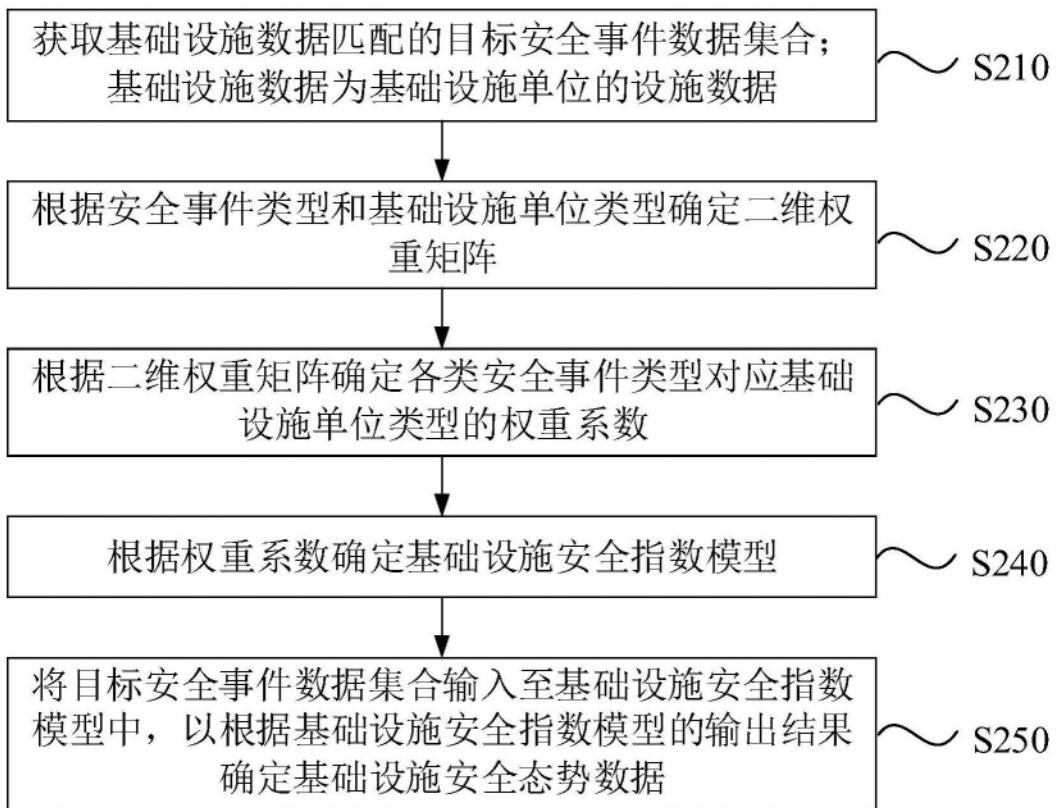 获取基础设施数据匹配的目标安全事件数据集合；
基础设施数据为基础设施单位的设施数据
S210
根据安全事件类型和基础设施单位类型确定二维权
重矩阵
S220
根据二维权重矩阵确定各类安全事件类型对应基础
设施单位类型的权重系数
S230
根据权重系数确定基础设施安全指数模型
S240
将目标安全事件数据集合输入至基础设施安全指数
模型中，以根据基础设施安全指数模型的输出结果
确定基础设施安全态势数据
S250